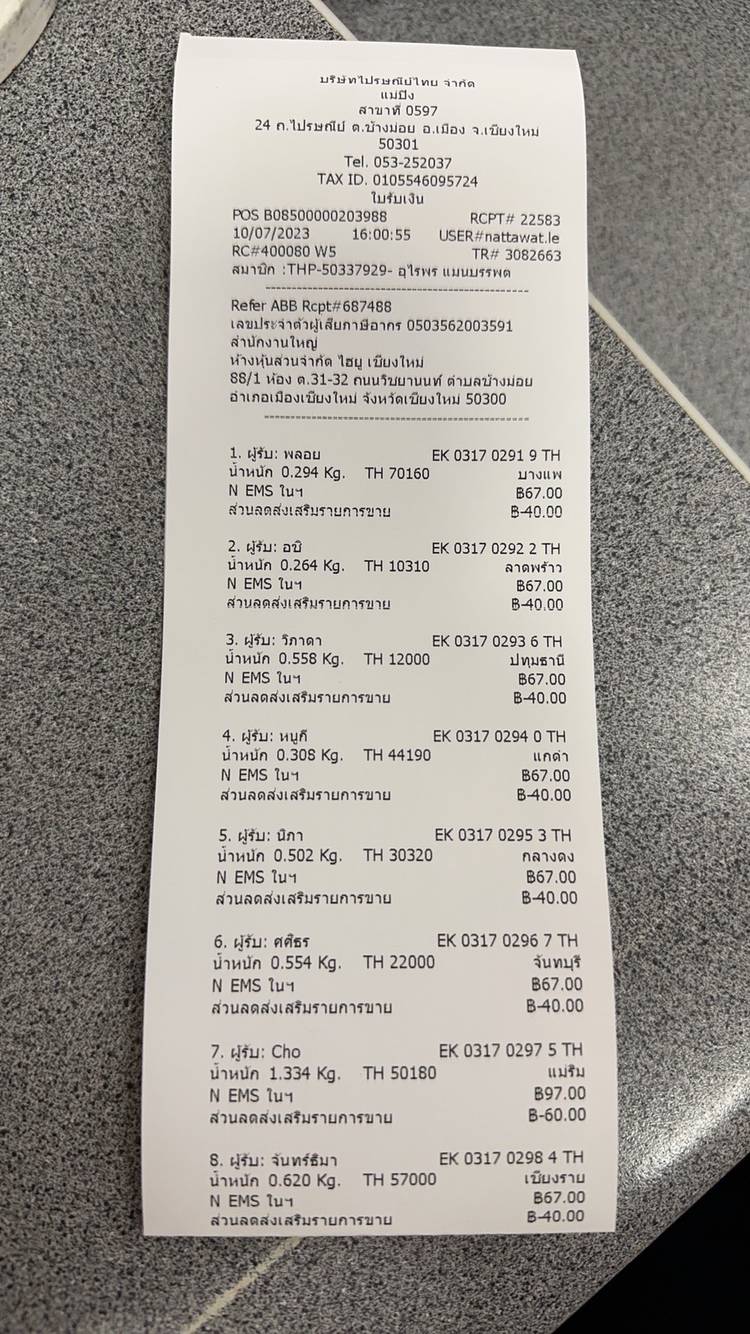 บริษัทไปรษณีย์ไทย จำกัด
แม่ปิง
สาขาที่ 0597
24 ถ.ไปรษณีย์ ต.ช้างม่อย อ.เมือง จ.เชียงใหม่
50301
Tel. 053-252037
TAX ID. 0105546095724
ใบรับเงิน
POS B08500000203988 RCPT# 22583
10/07/2023 16:00:55 USER#nattawat.le
RC#400080 W5 TR# 3082663
สมาชิก :THP-50337929- อุไรพร แมนบรรพต
Refer ABB Rcpt#687488
เลขประจำตัวผู้เสียภาษีอากร 0503562003591
สำนักงานใหญ่
ห้างหุ้นส่วนจำกัด ไฮยู เชียงใหม่
88/1 ห้อง ต.31-32 ถนนวิชยานนท์ ตำบลช้างม่อย
อำเภอเมืองเชียงใหม่ จังหวัดเชียงใหม่ 50300
1. ผู้รับ: พลอย EK 0317 0291 9 TH
น้ำหนัก 0.294 Kg. TH 70160 บางแพ
N EMS ในฯ ฿67.00
ส่วนลดส่งเสริมรายการขาย ฿-40.00
2. ผู้รับ: อชิ EK 0317 0292 2 TH
น้ำหนัก 0.264 Kg. TH 10310 ลาดพร้าว
N EMS ในฯ ฿67.00
ส่วนลดส่งเสริมรายการขาย ฿-40.00
3. ผู้รับ: วิภาดา EK 0317 0293 6 TH
น้ำหนัก 0.558 Kg. TH 12000 ปทุมธานี
N EMS ในฯ ฿67.00
ส่วนลดส่งเสริมรายการขาย ฿-40.00
4. ผู้รับ: หนูกี EK 0317 0294 0 TH
น้ำหนัก 0.308 Kg. TH 44190 แกดำ
N EMS ในฯ ฿67.00
ส่วนลดส่งเสริมรายการขาย ฿-40.00
5. ผู้รับ: นิภา EK 0317 0295 3 TH
น้ำหนัก 0.502 Kg. TH 30320 กลางดง
N EMS ในฯ ฿67.00
ส่วนลดส่งเสริมรายการขาย ฿-40.00
6. ผู้รับ: ศศิธร EK 0317 0296 7 TH
น้ำหนัก 0.554 Kg. TH 22000 จันทบุรี
N EMS ในฯ ฿67.00
ส่วนลดส่งเสริมรายการขาย ฿-40.00
7. ผู้รับ: Cho EK 0317 0297 5 TH
น้ำหนัก 1.334 Kg. TH 50180 แม่ริม
N EMS ในฯ ฿97.00
ส่วนลดส่งเสริมรายการขาย ฿-60.00
8. ผู้รับ: จันทร์ธิมา EK 0317 0298 4 TH
น้ำหนัก 0.620 Kg. TH 57000 เชียงราย
N EMS ในฯ ฿67.00
ส่วนลดส่งเสริมรายการขาย ฿-40.00